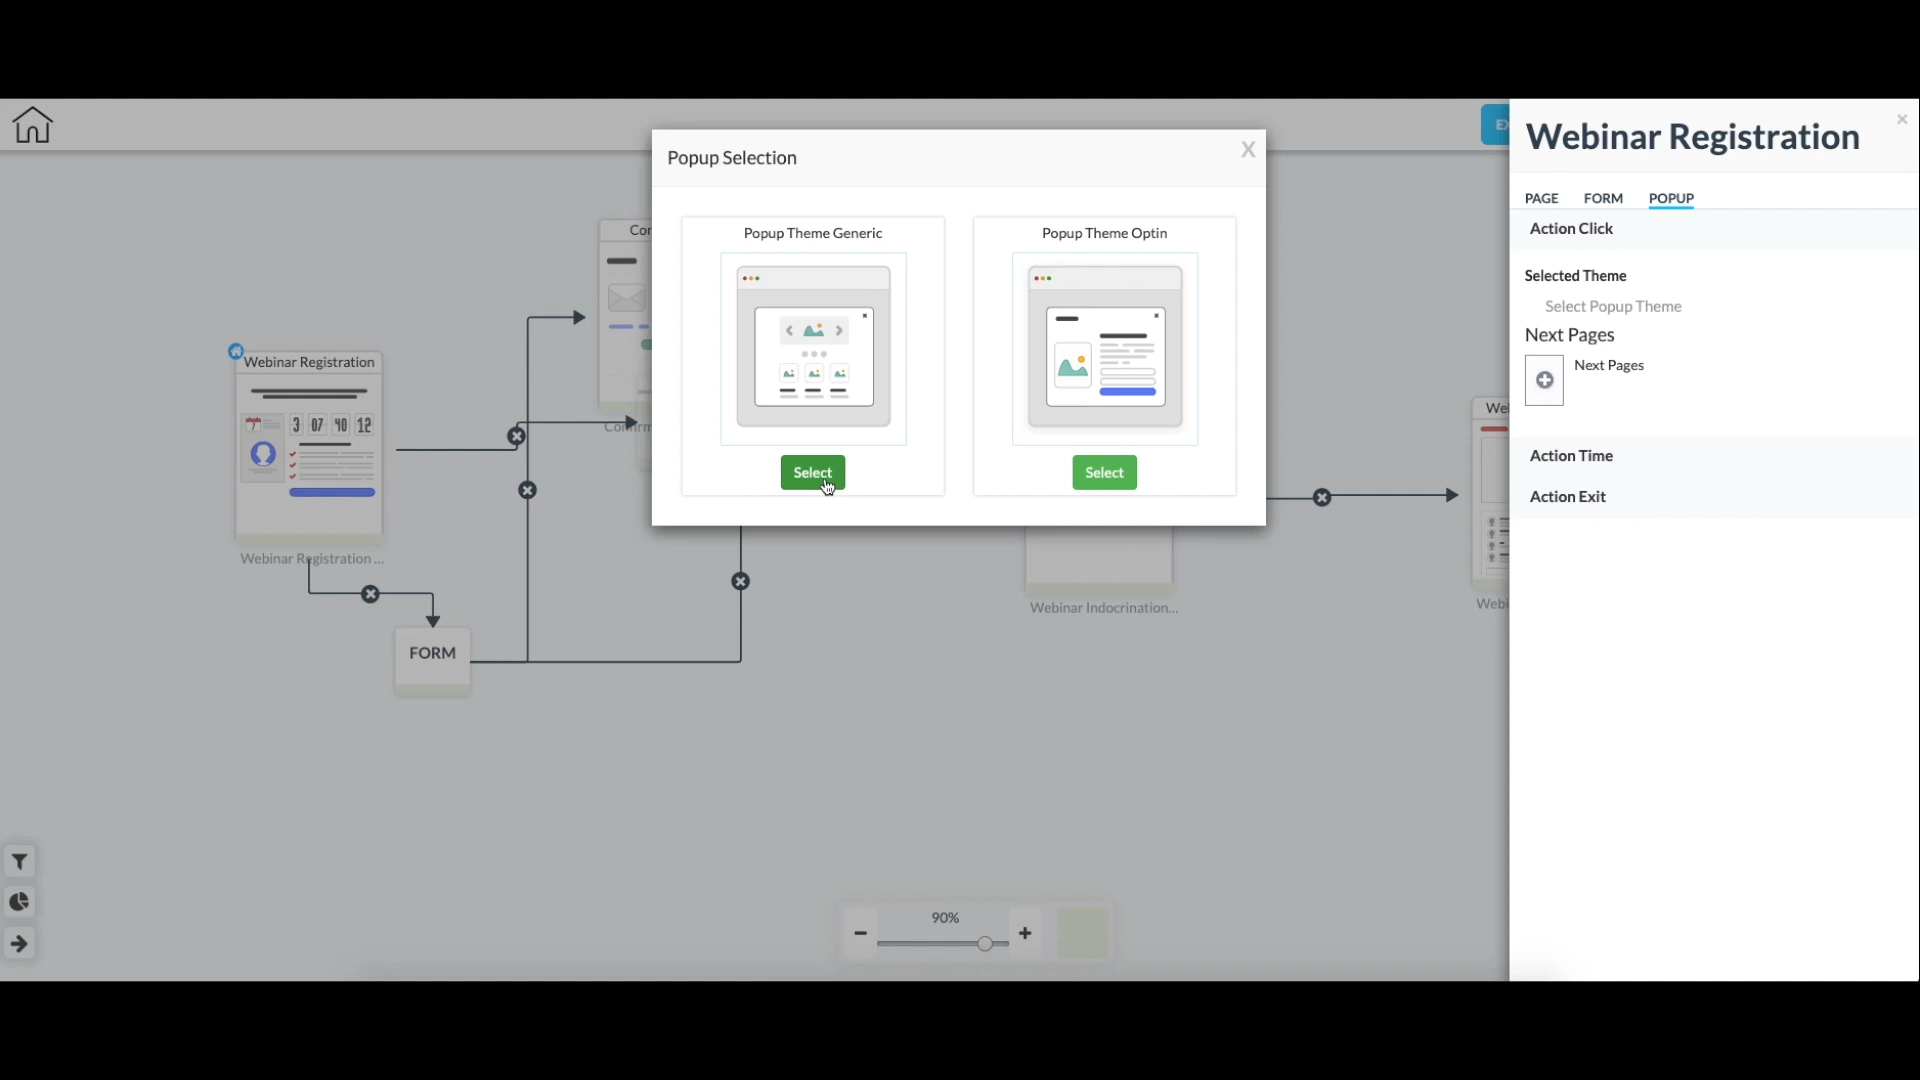 Webinar Registration
PAGE FORM POPUP
Action Click
Selected Theme
Select Popup Theme
Next Pages
Next Pages
Action Time
Action Exit
Popup Selection
X
Popup Theme Generic
Select
Popup Theme Optin
Select
Webinar Registration
3 07 40 12
7
Webinar Registration ...
FORM
Webinar Indocrination...
90%